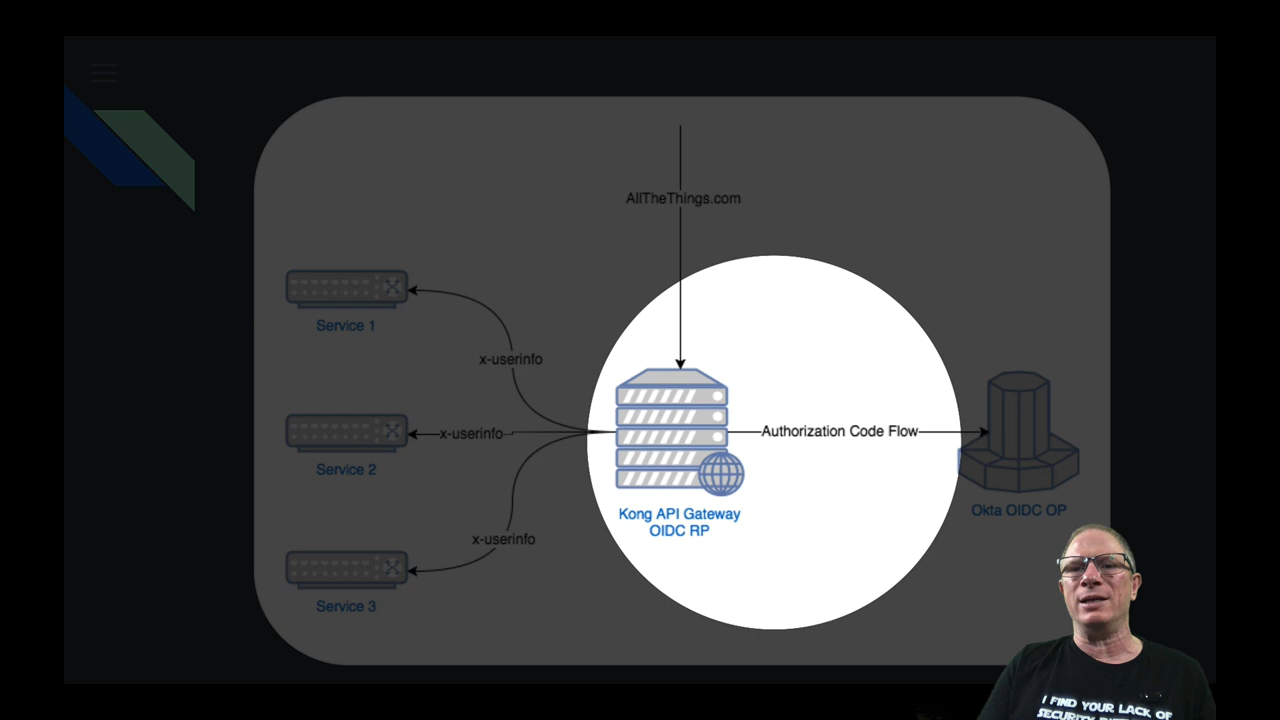 AllTheThings.com
Service 1
x-userinfo
x-userinfo
Service 2
Authorization Code Flow
Kong API Gateway
OIDC RP
Okta OIDC OP
x-userinfo
Service 3
I FIND YOUR LACK OF
SECURITY